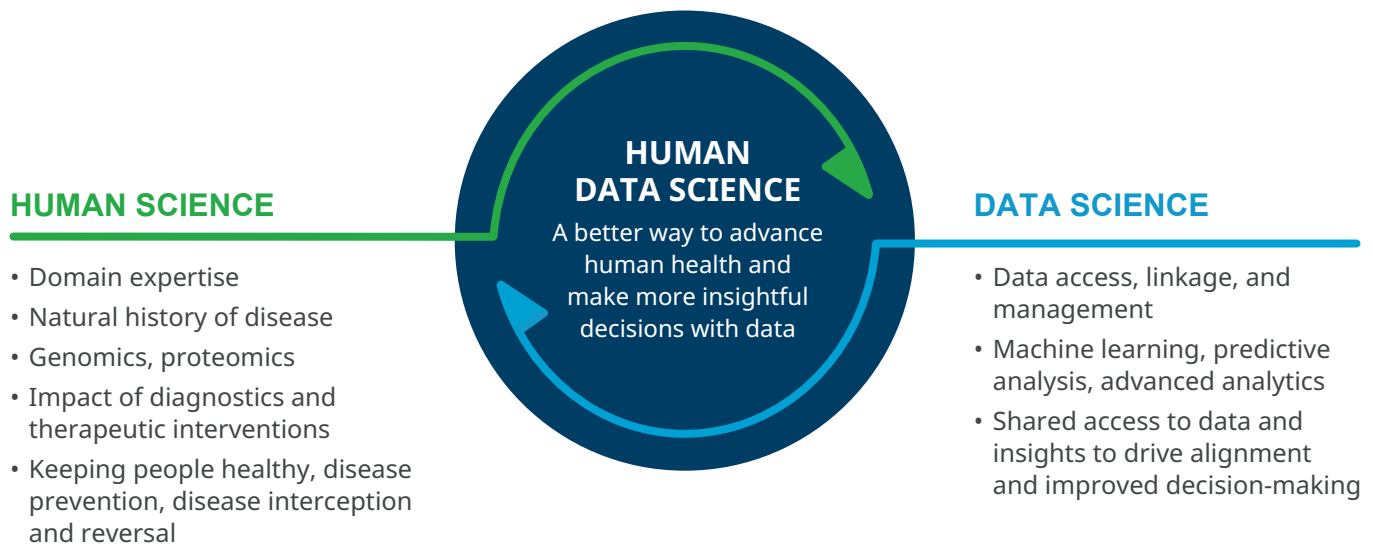 HUMAN SCIENCE
• Domain expertise
• Natural history of disease
• Genomics, proteomics
• Impact of diagnostics and
therapeutic interventions
• Keeping people healthy, disease
prevention, disease interception
and reversal
HUMAN
DATA SCIENCE
A better way to advance
human health and
make more insightful
decisions with data
DATA SCIENCE
• Data access, linkage, and
management
• Machine learning, predictive
analysis, advanced analytics
• Shared access to data and
insights to drive alignment
and improved decision-making